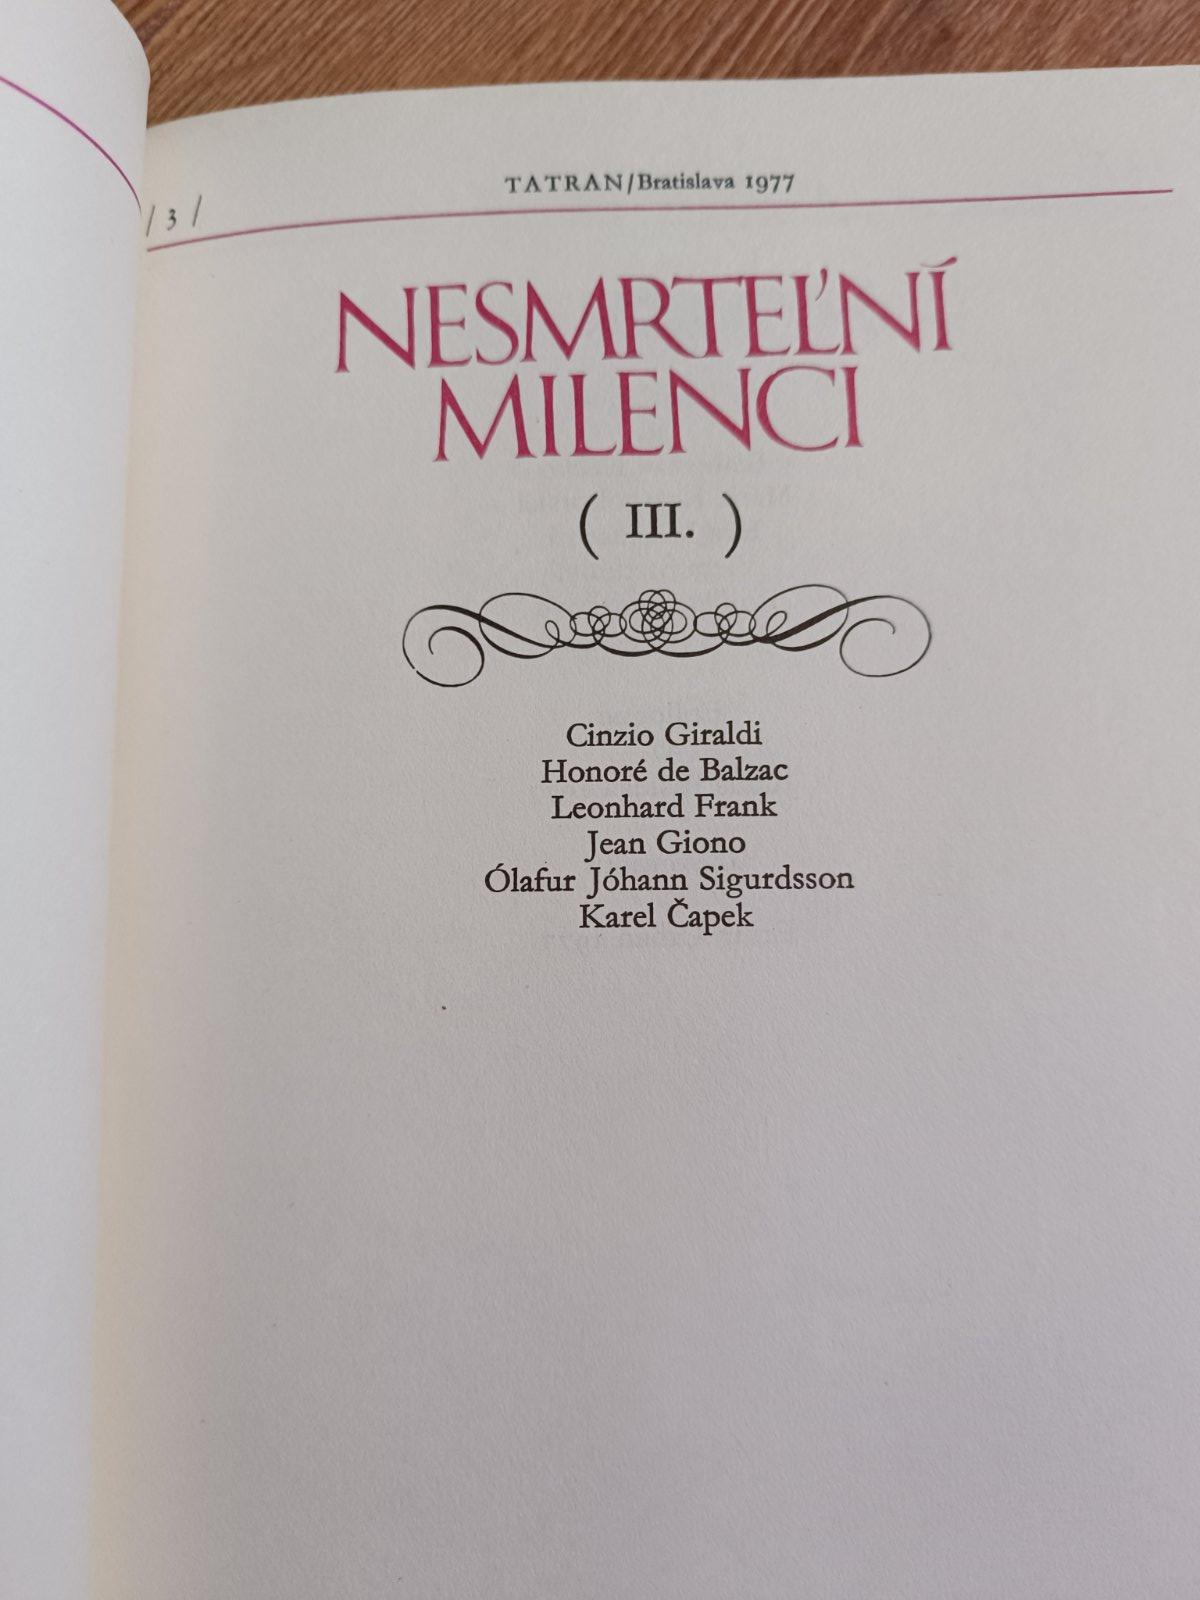 TATRAN/Bratislava 1977
/ 3 /
NESMRTEĽNÍ
MILENCI
( III. )
Cinzio Giraldi
Honoré de Balzac
Leonhard Frank
Jean Giono
Ólafur Jóhann Sigurdsson
Karel Čapek